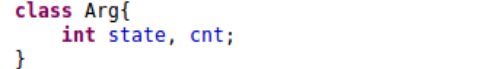 class Arg{
    int state, cnt;
}